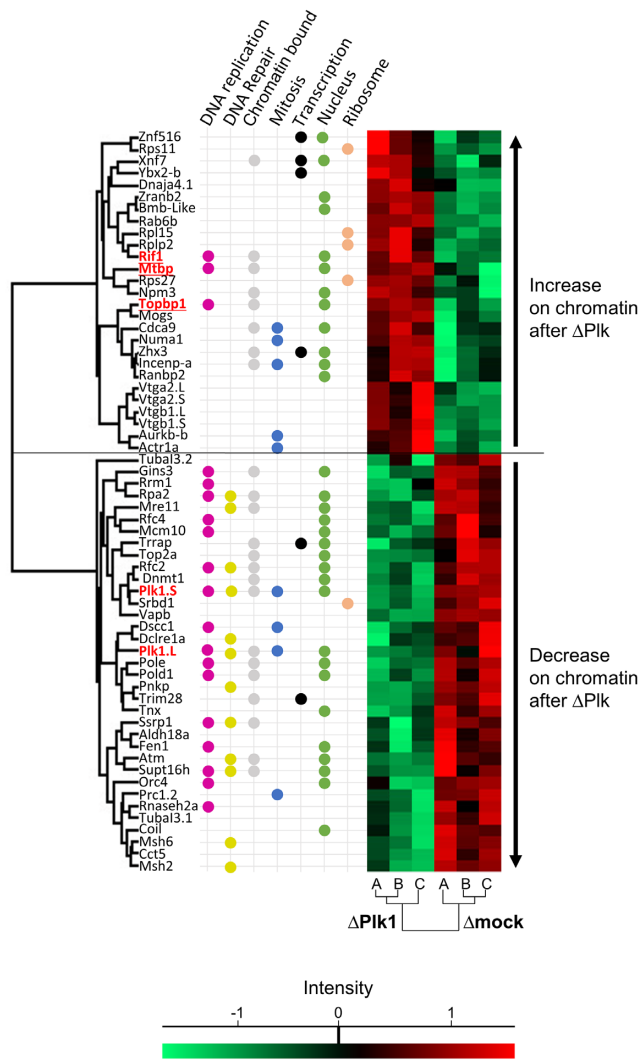 DNA replication
DNA Repair
Chromatin bound
Mitosis
Transcription
Nucleus
Ribosome
Znf516
Rps11
Xnf7
Ybx2-b
Dnaja4.1
Zranb2
Bmb-Like
Rab6b
Rpl15
Rplp2
Rif1
Mtbp
Rps27
Npm3
Topbp1
Mogs
Cdca9
Numa1
Zhx3
Incenp-a
Ranbp2
Vtga2.L
Vtga2.S
Vtgb1.L
Vtgb1.S
Aurkb-b
Actr1a
Increase
on chromatin
after ΔPlk
Tubal3.2
Gins3
Rrm1
Rpa2
Mre11
Rfc4
Mcm10
Trrap
Top2a
Rfc2
Dnmt1
Plk1.S
Srbd1
Vapb
Dscc1
Dclre1a
Plk1.L
Pole
Pold1
Pnkp
Trim28
Tnx
Ssrp1
Aldh18a
Fen1
Atm
Supt16h
Orc4
Prc1.2
Rnaseh2a
Tubal3.1
Coil
Msh6
Cct5
Msh2
Decrease
on chromatin
after ΔPlk
A B C A B C
ΔPlk1 Δmock
Intensity
-1 0 1